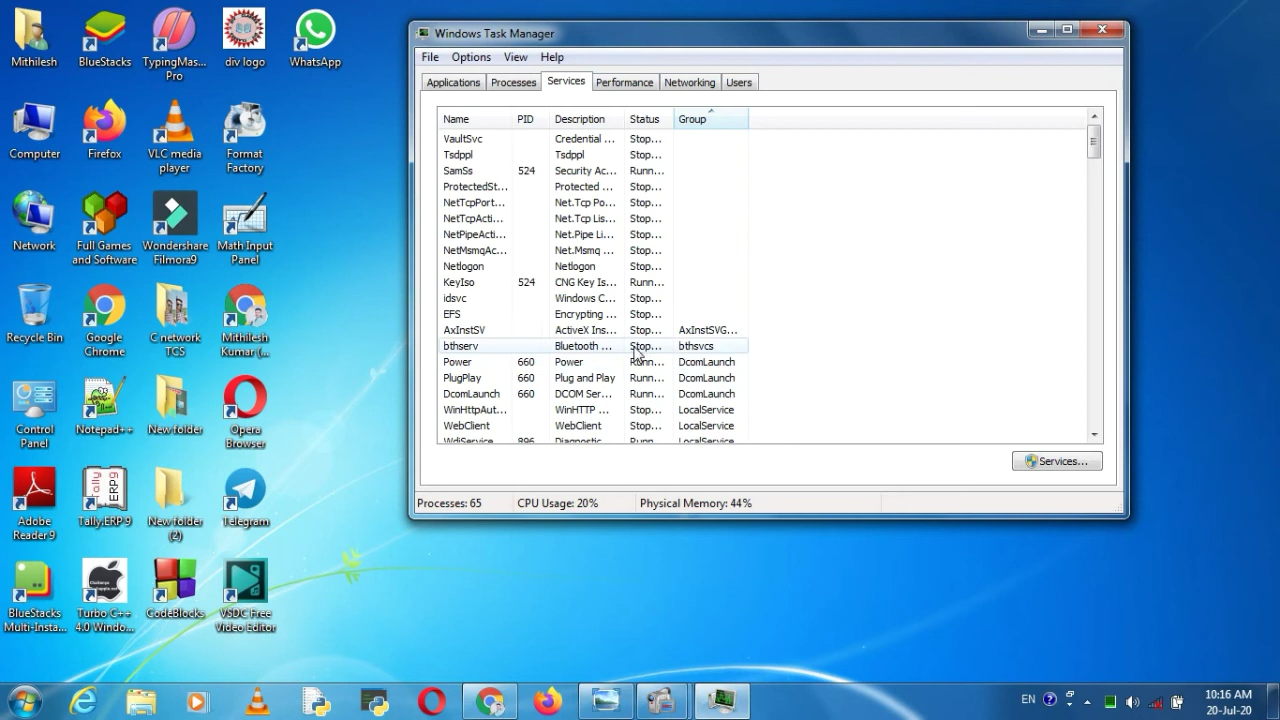 Mithilesh
BlueStacks
TypingMas...
Pro
div logo
WhatsApp
Computer
Firefox
VLC media
player
Format
Factory
Network
Full Games
and Software
Wondershare
Filmora9
Math Input
Panel
Recycle Bin
Google
Chrome
C network
TCS
Mithilesh
Kumar (...
Control
Panel
Notepad++
New folder
Opera
Browser
Adobe
Reader 9
Tally.ERP 9
New folder
(2)
Telegram
BlueStacks
Multi-Insta...
Turbo C++
4.0 Windo...
CodeBlocks
VSDC Free
Video Editor
Windows Task Manager
File Options View Help
Applications Processes Services Performance Networking Users
Name PID Description Status Group
VaultSvc Credential ... Stop...
Tsdppl Tsdppl Stop...
SamSs 524 Security Ac... Runn...
ProtectedSt... Protected ... Stop...
NetTcpPort... Net.Tcp Po... Stop...
NetTcpActi... Net.Tcp Lis... Stop...
NetPipeActi... Net.Pipe Li... Stop...
NetMsmqAc... Net.Msmq ... Stop...
Netlogon Netlogon Stop...
KeyIso 524 CNG Key Is... Runn...
idsvc Windows C... Stop...
EFS Encrypting ... Stop...
AxInstSV ActiveX Ins... Stop... AxInstSVG...
bthserv Bluetooth ... Stop... bthsvcs
Power 660 Power Runn... DcomLaunch
PlugPlay 660 Plug and Play Runn... DcomLaunch
DcomLaunch 660 DCOM Ser... Runn... DcomLaunch
WinHttpAut... WinHTTP ... Stop... LocalService
WebClient WebClient Stop... LocalService
WdiService 896 Diagnostic Runn LocalService
Services...
Processes: 65 CPU Usage: 20% Physical Memory: 44%
EN
10:16 AM
20-Jul-20